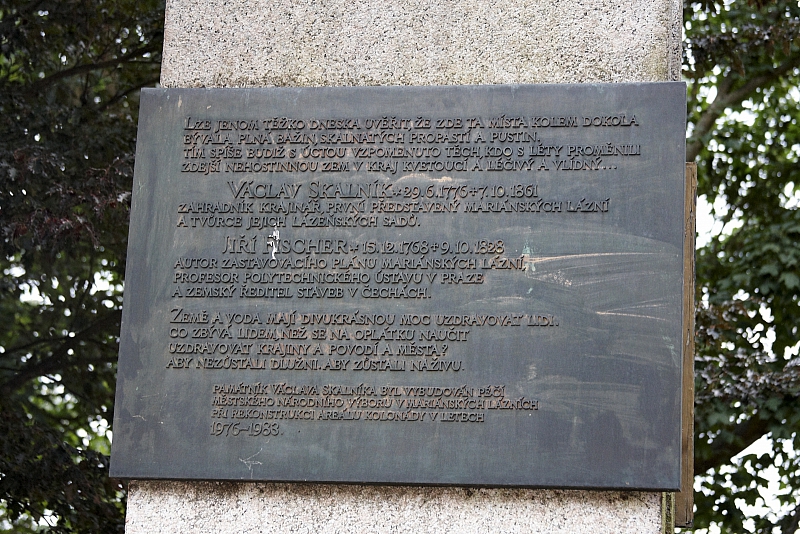 LZE JENOM TĚŽKO DNESKA UVĚŘIT, ŽE ZDE TA MÍSTA KOLEM DOKOLA
BÝVALA PLNÁ BAŽIN, SKALNATÝCH PROPASTÍ A PUSTIN,
TÍM SPÍŠE BUDIŽ S ÚCTOU VZPOMENUTO TĚCH, KDO S LÉTY PROMĚNILI
ZDEJŠÍ NEHOSTINNOU ZEM V KRAJ KVETOUCÍ A LÉČIVÝ A VLÍDNÝ...
VÁCLAV SKALNÍK * 29.6.1776 + 7.10.1861
ZAHRADNÍK KRAJINÁŘ, PRVNÍ PŘEDSTAVENÝ MARIÁNSKÝCH LÁZNÍ
A TVŮRCE JEJICH LÁZEŇSKÝCH SADŮ.
JIŘÍ FISCHER * 15.12.1768 + 9.10.1828
AUTOR ZASTAVOVACÍHO PLÁNU MARIÁNSKÝCH LÁZNÍ,
PROFESOR POLYTECHNICKÉHO ÚSTAVU V PRAZE
A ZEMSKÝ ŘEDITEL STAVEB V ČECHÁCH.
ZEMĚ A VODA MAJÍ DIVUKRÁSNOU MOC UZDRAVOVAT LIDI.
CO ZBÝVÁ LIDEM, NEŽ SE NA OPLÁTKU NAUČIT
UZDRAVOVAT KRAJINY A POVODÍ A MĚSTA?
ABY NEZŮSTALI DLUŽNI. ABY ZŮSTALI NAŽIVU.
PAMÁTNÍK VÁCLAVA SKALNÍKA BYL VYBUDOVÁN PÉČÍ
MĚSTSKÉHO NÁRODNÍHO VÝBORU V MARIÁNSKÝCH LÁZNÍCH
PŘI REKONSTRUKCI AREÁLU KOLONÁDY V LETECH
1976-1983.